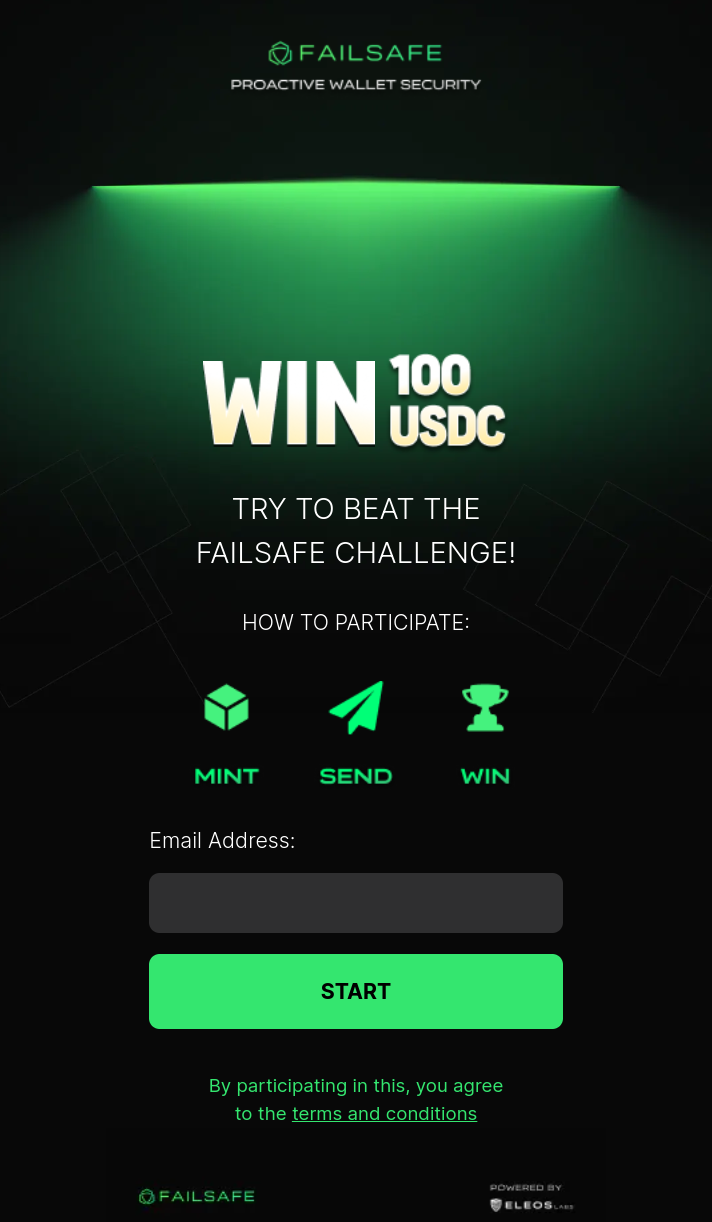 FAILSAFE
PROACTIVE WALLET SECURITY
WIN 100
USDC
TRY TO BEAT THE
FAILSAFE CHALLENGE!
HOW TO PARTICIPATE:
MINT SEND WIN
Email Address:
START
By participating in this, you agree
to the terms and conditions
FAILSAFE
POWERED BY
ELEOS LABS